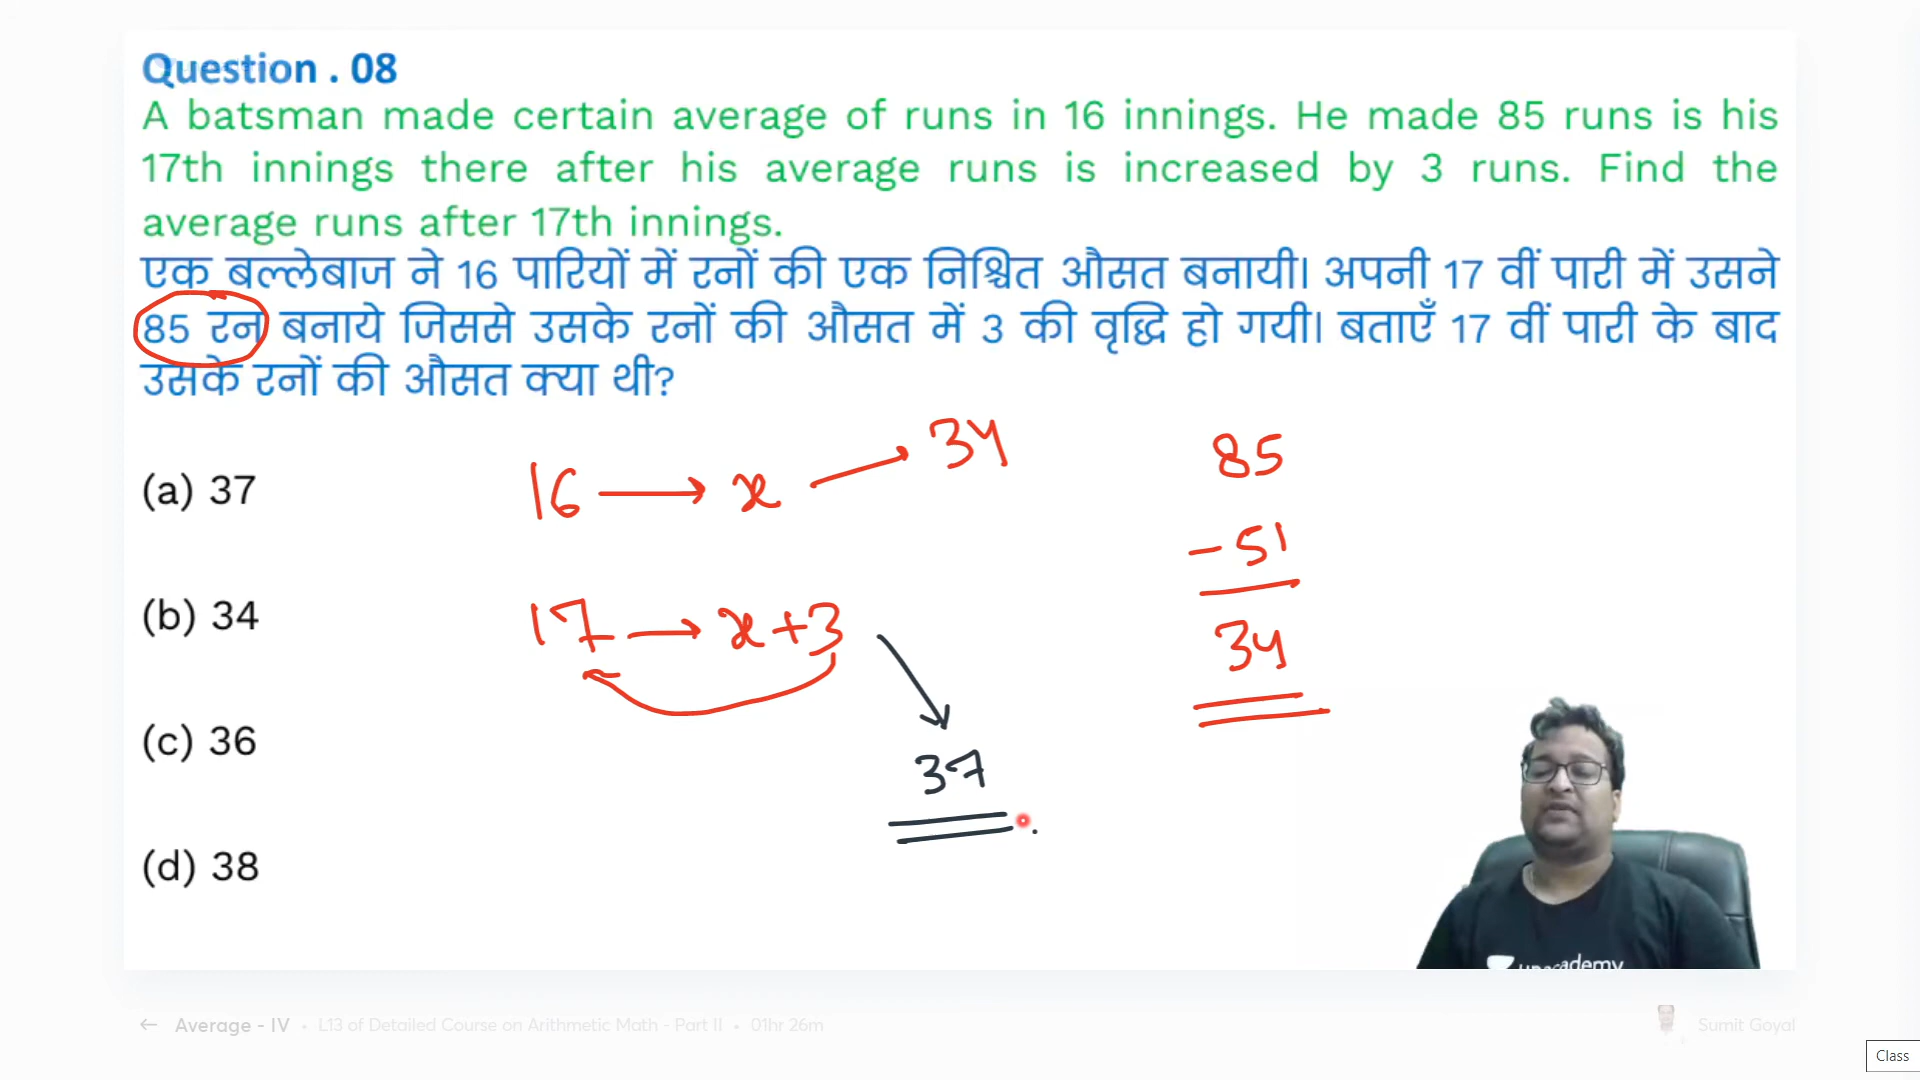 Question . 08
A batsman made certain average of runs in 16 innings. He made 85 runs is his
17th innings there after his average runs is increased by 3 runs. Find the
average runs after 17th innings.
एक बल्लेबाज ने 16 पारियों में रनों की एक निश्चित औसत बनायी। अपनी 17 वीं पारी में उसने
85 रन बनाये जिससे उसके रनों की औसत में 3 की वृद्धि हो गयी। बताएँ 17 वीं पारी के बाद
उसके रनों की औसत क्या थी?
(a) 37
(b) 34
(c) 36
(d) 38
16 → x → 34
17 → x+3
37
85
- 51
34
unacademy
← Average - IV • L13 of Detailed Course on Arithmetic Math - Part II • 01hr 26m
Sumit Goyal
Class